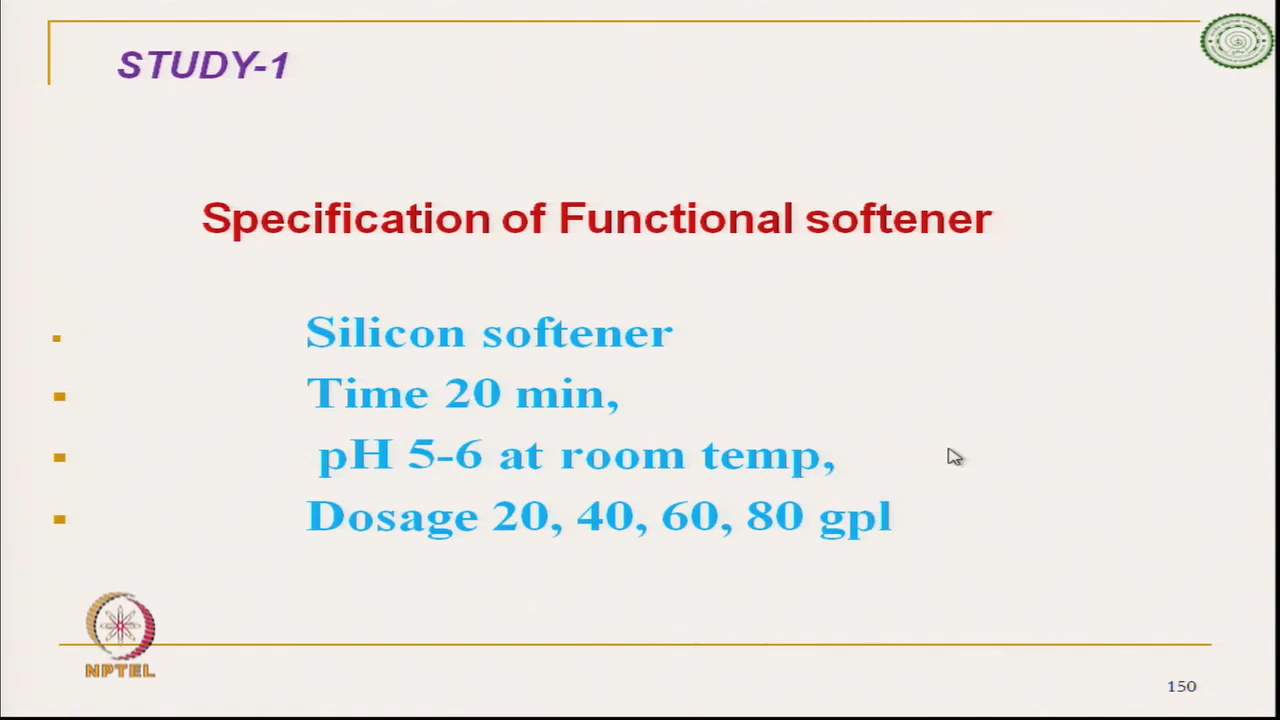 STUDY-1
Specification of Functional softener
Silicon softener
Time 20 min,
pH 5-6 at room temp,
Dosage 20, 40, 60, 80 gpl
NPTEL
150